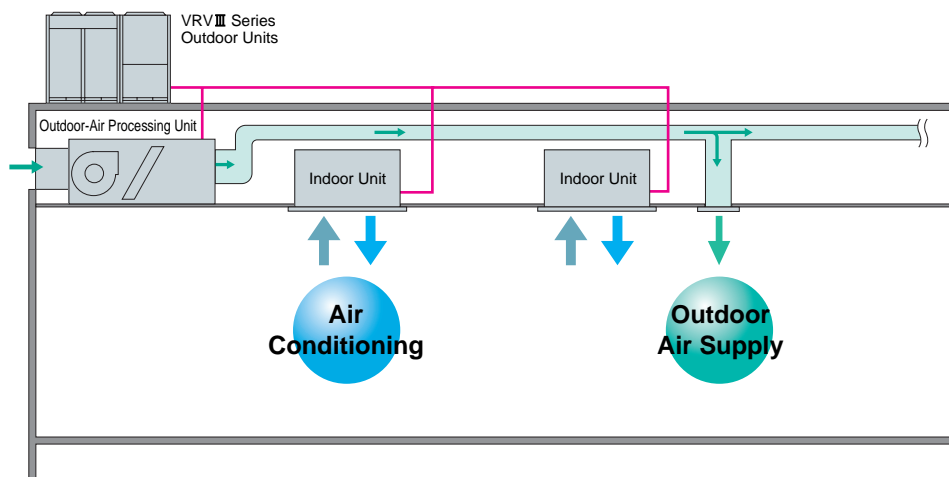 VRVⅢ Series
Outdoor Units
Outdoor-Air Processing Unit
Indoor Unit
Indoor Unit
Air
Conditioning
Outdoor
Air Supply